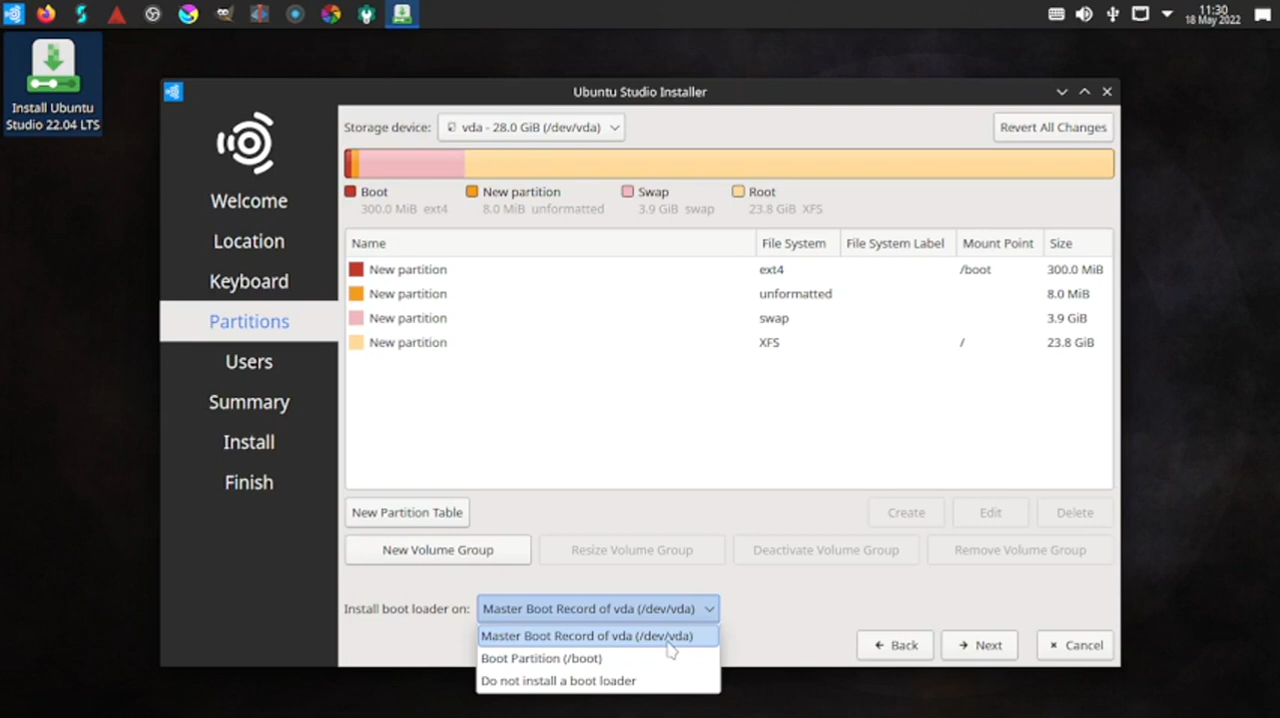 11:30
18 May 2022
Install Ubuntu
Studio 22.04 LTS
Ubuntu Studio Installer
Welcome
Location
Keyboard
Partitions
Users
Summary
Install
Finish
Storage device: vda - 28.0 GiB (/dev/vda) Revert All Changes
Boot New partition Swap Root
300.0 MiB ext4 8.0 MiB unformatted 3.9 GiB swap 23.8 GiB XFS
Name File System File System Label Mount Point Size
New partition ext4 /boot 300.0 MiB
New partition unformatted 8.0 MiB
New partition swap 3.9 GiB
New partition XFS / 23.8 GiB
New Partition Table Create Edit Delete
New Volume Group Resize Volume Group Deactivate Volume Group Remove Volume Group
Install boot loader on: Master Boot Record of vda (/dev/vda)
Master Boot Record of vda (/dev/vda)
Boot Partition (/boot)
Do not install a boot loader
Back Next Cancel